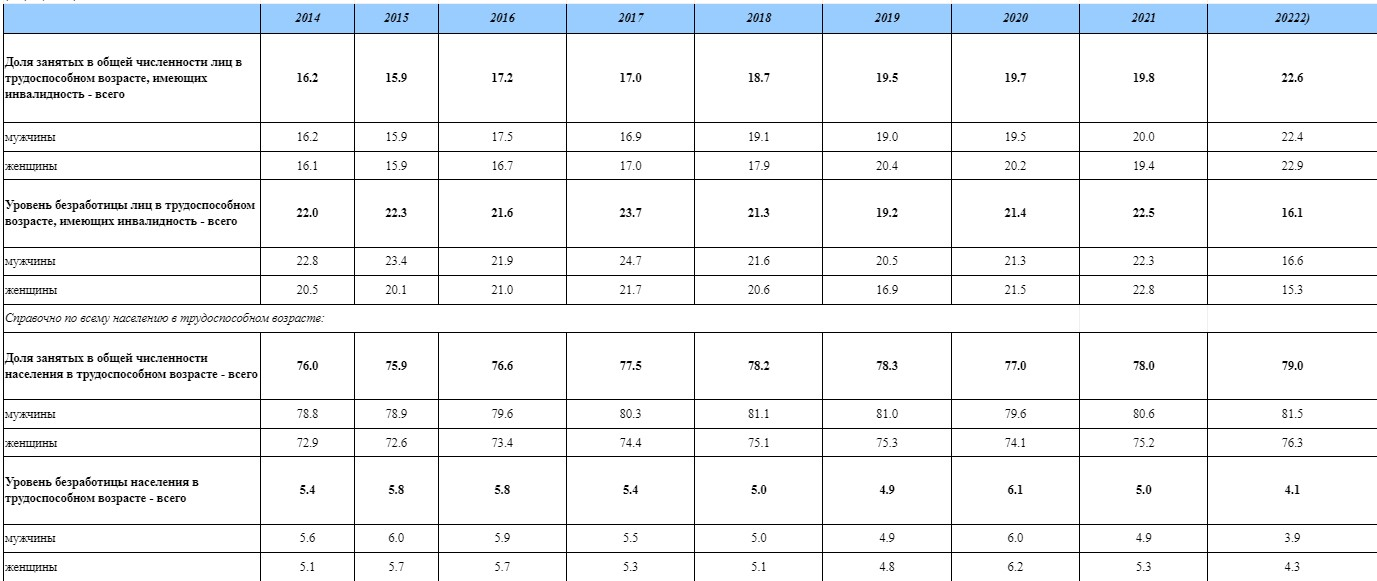 2014 2015 2016 2017 2018 2019 2020 2021 20222)
Доля занятых в общей численности лиц в
трудоспособном возрасте, имеющих
инвалидность - всего
16.2 15.9 17.2 17.0 18.7 19.5 19.7 19.8 22.6
мужчины 16.2 15.9 17.5 16.9 19.1 19.0 19.5 20.0 22.4
женщины 16.1 15.9 16.7 17.0 17.9 20.4 20.2 19.4 22.9
Уровень безработицы лиц в трудоспособном
возрасте, имеющих инвалидность - всего
22.0 22.3 21.6 23.7 21.3 19.2 21.4 22.5 16.1
мужчины 22.8 23.4 21.9 24.7 21.6 20.5 21.3 22.3 16.6
женщины 20.5 20.1 21.0 21.7 20.6 16.9 21.5 22.8 15.3
Справочно по всему населению в трудоспособном возрасте:
Доля занятых в общей численности
населения в трудоспособном возрасте - всего
76.0 75.9 76.6 77.5 78.2 78.3 77.0 78.0 79.0
мужчины 78.8 78.9 79.6 80.3 81.1 81.0 79.6 80.6 81.5
женщины 72.9 72.6 73.4 74.4 75.1 75.3 74.1 75.2 76.3
Уровень безработицы населения в
трудоспособном возрасте - всего
5.4 5.8 5.8 5.4 5.0 4.9 6.1 5.0 4.1
мужчины 5.6 6.0 5.9 5.5 5.0 4.9 6.0 4.9 3.9
женщины 5.1 5.7 5.7 5.3 5.1 4.8 6.2 5.3 4.3